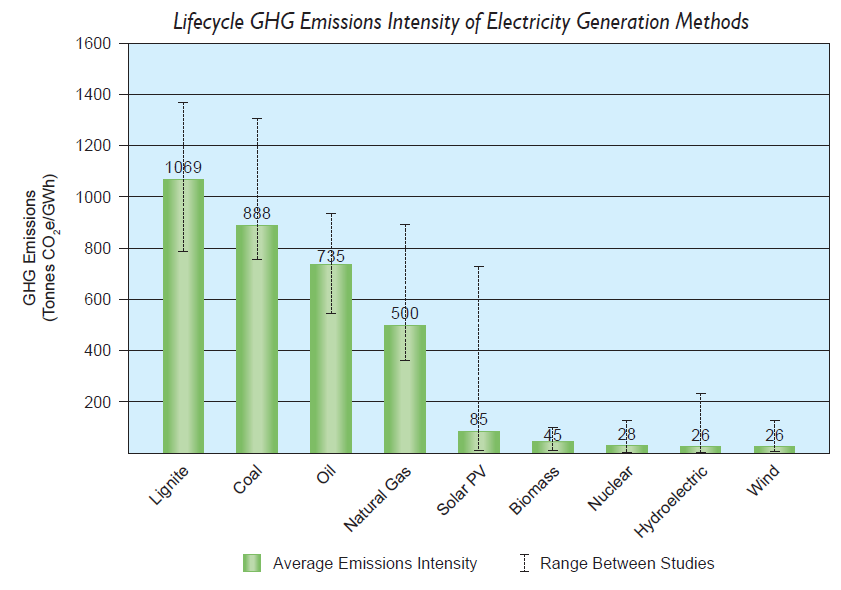 Lifecycle GHG Emissions Intensity of Electricity Generation Methods
1600
1400
1200
1000
800
600
400
200
GHG Emissions
(Tonnes CO₂e/GWh)
1069
888
735
500
85
45
28
26
26
Lignite
Coal
Oil
Natural Gas
Solar PV
Biomass
Nuclear
Hydroelectric
Wind
Average Emissions Intensity
Range Between Studies